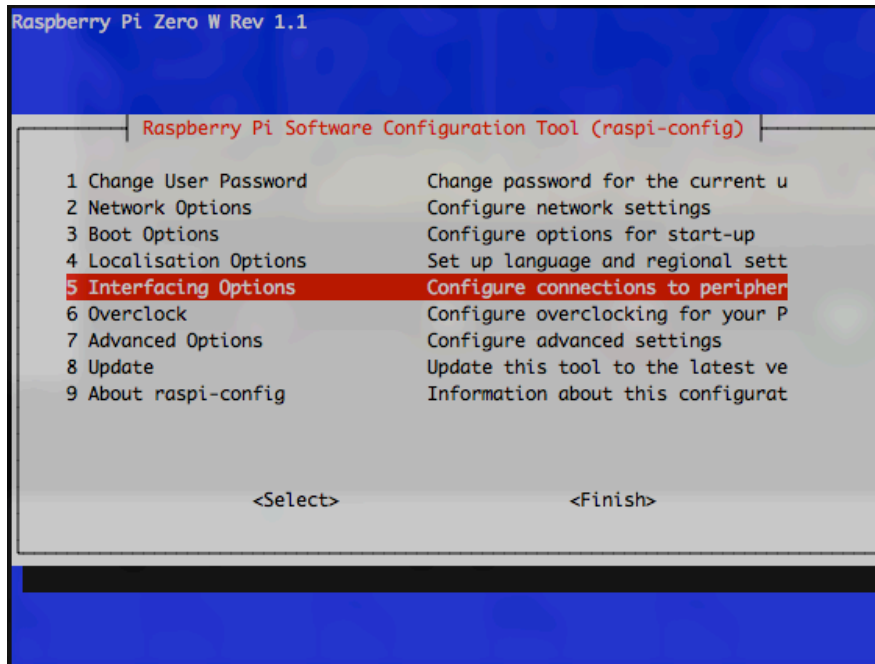 Raspberry Pi Zero W Rev 1.1
Raspberry Pi Software Configuration Tool (raspi-config)
1 Change User Password Change password for the current u
2 Network Options Configure network settings
3 Boot Options Configure options for start-up
4 Localisation Options Set up language and regional sett
5 Interfacing Options Configure connections to peripher
6 Overclock Configure overclocking for your P
7 Advanced Options Configure advanced settings
8 Update Update this tool to the latest ve
9 About raspi-config Information about this configurat
<Select> <Finish>